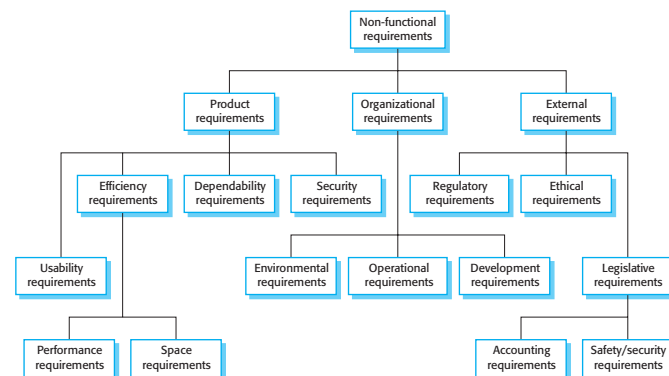 Non-functional
requirements
Product
requirements
Organizational
requirements
External
requirements
Efficiency
requirements
Dependability
requirements
Security
requirements
Regulatory
requirements
Ethical
requirements
Usability
requirements
Environmental
requirements
Operational
requirements
Development
requirements
Legislative
requirements
Performance
requirements
Space
requirements
Accounting
requirements
Safety/security
requirements